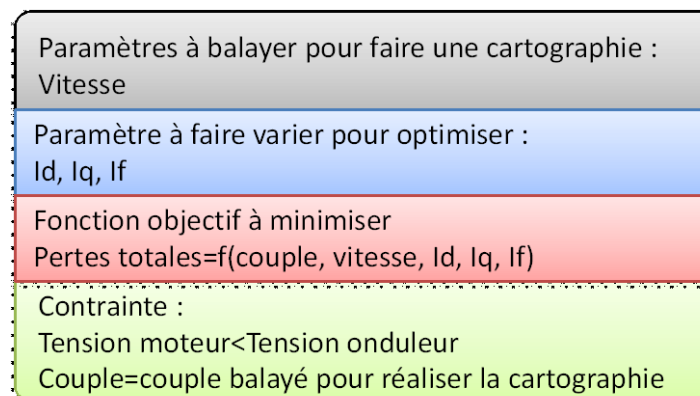 Paramètres à balayer pour faire une cartographie :
Vitesse
Paramètre à faire varier pour optimiser :
Id, Iq, If
Fonction objectif à minimiser
Pertes totales=f(couple, vitesse, Id, Iq, If)
Contrainte :
Tension moteur<Tension onduleur
Couple=couple balayé pour réaliser la cartographie